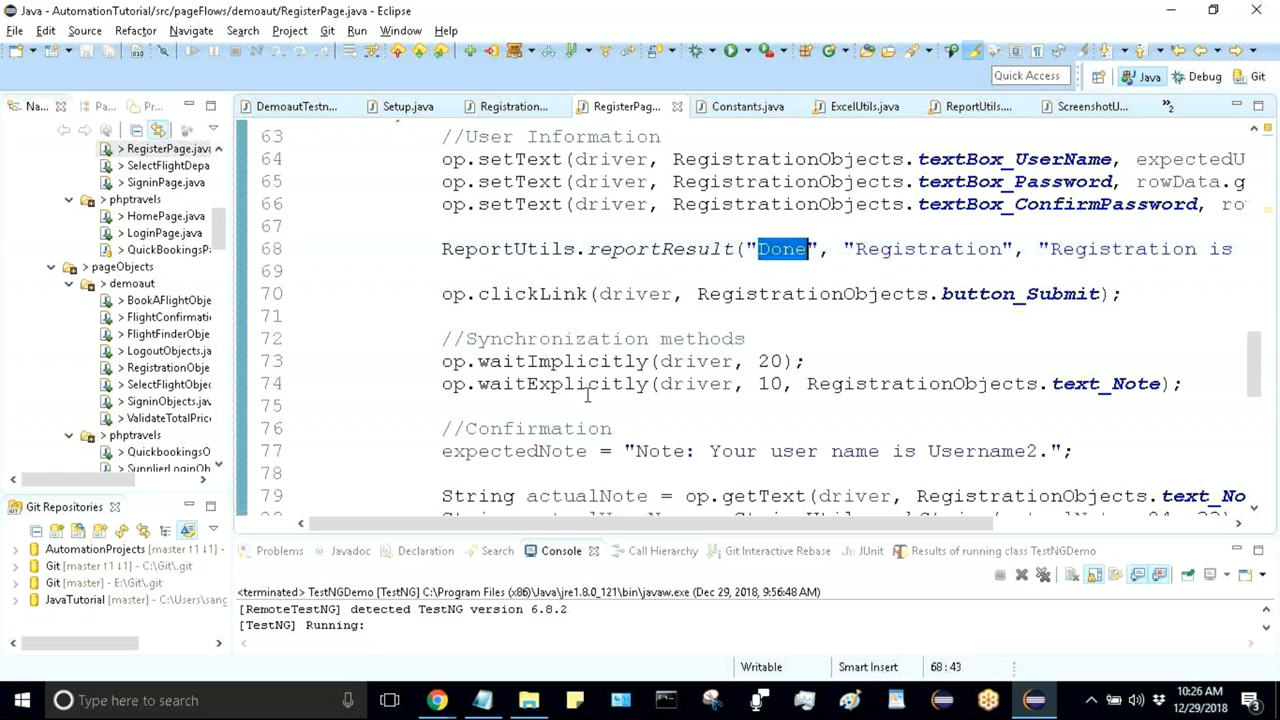 Java - AutomationTutorial/src/pageFlows/demoaut/RegisterPage.java - Eclipse
File Edit Source Refactor Navigate Search Project Git Run Window Help
Quick Access Java Debug Git
Na... Pa... Pr... DemoautTestn... Setup.java Registration... RegisterPag... Constants.java ExcelUtils.java ReportUtils.... ScreenshotU... »2
> RegisterPage.java
> SelectFlightDepa
> SigninPage.java
phptravels
> HomePage.java
> LoginPage.java
> QuickBookingsP
pageObjects
demoaut
> BookAFlightObje
> FlightConfirmatio
> FlightFinderObje
> LogoutObjects.ja
> RegistrationObje
> SelectFlightObjec
> SigninObjects.jav
> ValidateTotalPric
phptravels
> QuickbookingsO
> SupplierLoginOb
63 //User Information
64 op.setText(driver, RegistrationObjects.textBox_UserName, expectedU
65 op.setText(driver, RegistrationObjects.textBox_Password, rowData.g
66 op.setText(driver, RegistrationObjects.textBox_ConfirmPassword, ro
67
68 ReportUtils.reportResult("Done", "Registration", "Registration is
69
70 op.clickLink(driver, RegistrationObjects.button_Submit);
71
72 //Synchronization methods
73 op.waitImplicitly(driver, 20);
74 op.waitExplicitly(driver, 10, RegistrationObjects.text_Note);
75
76 //Confirmation
77 expectedNote = "Note: Your user name is Username2.";
78
79 String actualNote = op.getText(driver, RegistrationObjects.text_No
Git Repositories
AutomationProjects [master ↑1 ↓1] - C
Git [master ↑1 ↓1] - C:\Git\.git
Git [master] - E:\Git\.git
JavaTutorial [master] - C:\Users\sang
Problems Javadoc Declaration Search Console Call Hierarchy Git Interactive Rebase JUnit Results of running class TestNGDemo
<terminated> TestNGDemo [TestNG] C:\Program Files (x86)\Java\jre1.8.0_121\bin\javaw.exe (Dec 29, 2018, 9:56:48 AM)
[RemoteTestNG] detected TestNG version 6.8.2
[TestNG] Running:
Writable Smart Insert 68 : 43
Type here to search
10:26 AM
12/29/2018
3